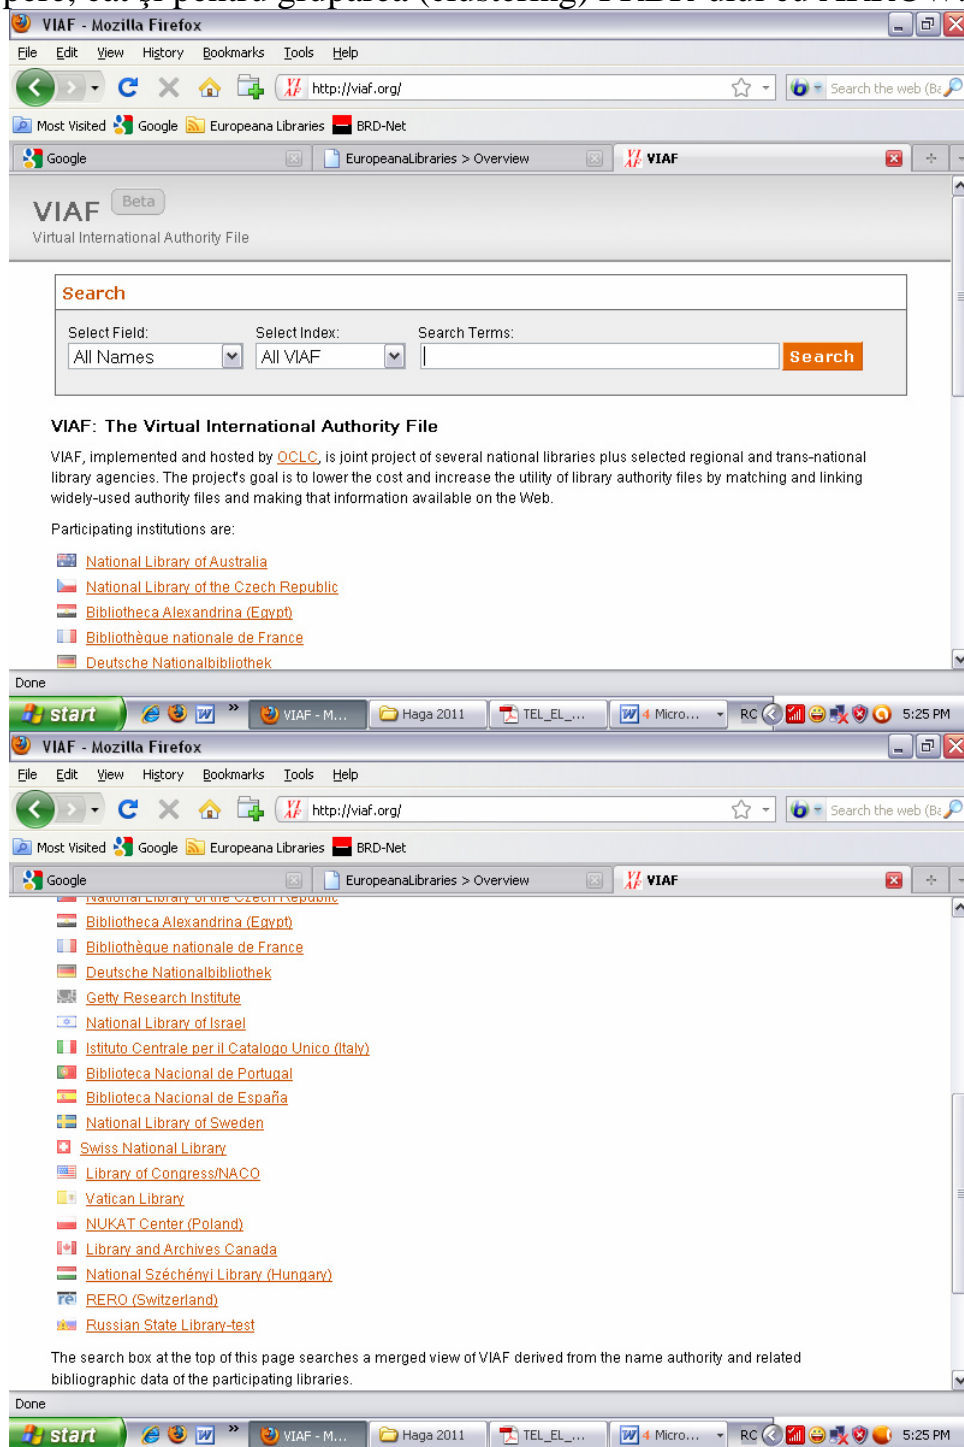 VIAF - Mozilla Firefox
File Edit View History Bookmarks Tools Help
http://viaf.org/
Search the web (Ba
Most Visited Google Europeana Libraries BRD-Net
Google EuropeanaLibraries > Overview VIAF
VIAF Beta
Virtual International Authority File
Search
Select Field: Select Index: Search Terms:
All Names All VIAF Search
VIAF: The Virtual International Authority File
VIAF, implemented and hosted by OCLC, is joint project of several national libraries plus selected regional and trans-national
library agencies. The project's goal is to lower the cost and increase the utility of library authority files by matching and linking
widely-used authority files and making that information available on the Web.
Participating institutions are:
National Library of Australia
National Library of the Czech Republic
Bibliotheca Alexandrina (Egypt)
Bibliothèque nationale de France
Deutsche Nationalbibliothek
Done
start » VIAF - M... Haga 2011 TEL_EL_... 4 Micro... RC 5:25 PM
VIAF - Mozilla Firefox
File Edit View History Bookmarks Tools Help
http://viaf.org/
Search the web (Ba
Most Visited Google Europeana Libraries BRD-Net
Google EuropeanaLibraries > Overview VIAF
National Library of the Czech Republic
Bibliotheca Alexandrina (Egypt)
Bibliothèque nationale de France
Deutsche Nationalbibliothek
Getty Research Institute
National Library of Israel
Istituto Centrale per il Catalogo Unico (Italy)
Biblioteca Nacional de Portugal
Biblioteca Nacional de España
National Library of Sweden
Swiss National Library
Library of Congress/NACO
Vatican Library
NUKAT Center (Poland)
Library and Archives Canada
National Széchényi Library (Hungary)
RERO (Switzerland)
Russian State Library-test
The search box at the top of this page searches a merged view of VIAF derived from the name authority and related
bibliographic data of the participating libraries.
Done
start » VIAF - M... Haga 2011 TEL_EL_... 4 Micro... RC 5:25 PM